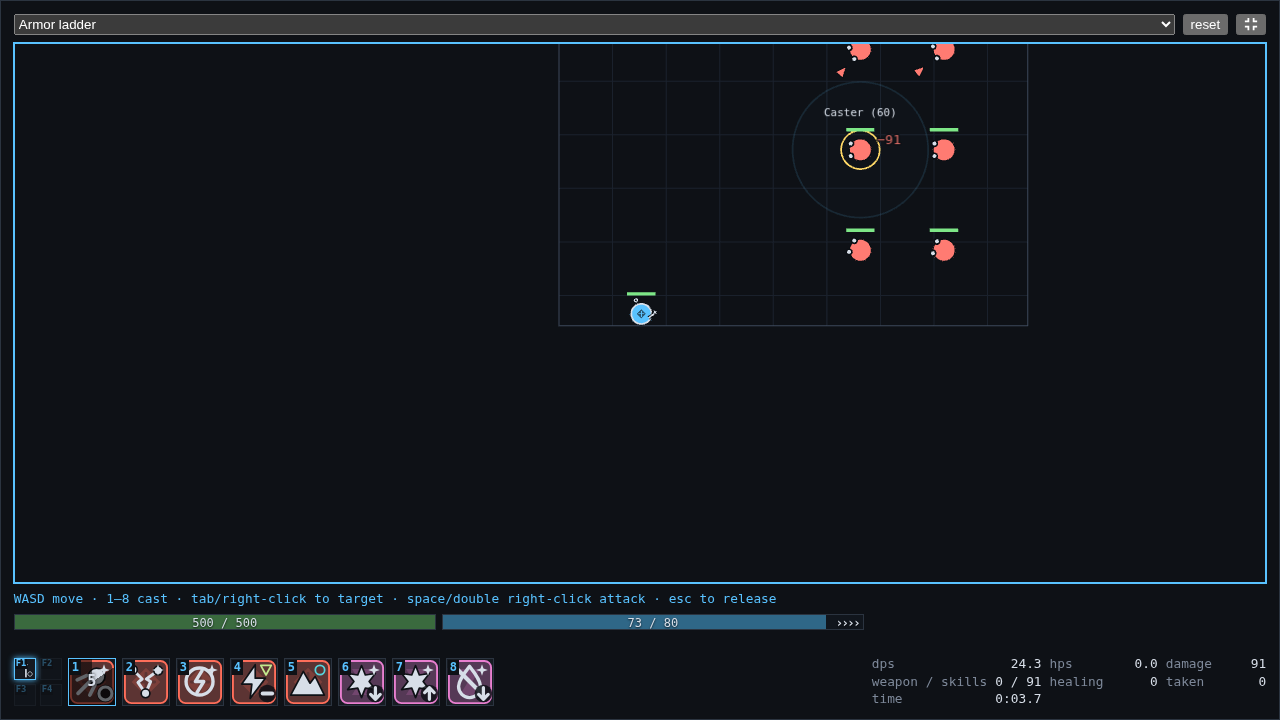 Armor ladder
reset
Caster (60)
-91
WASD move · 1–8 cast · tab/right-click to target · space/double right-click attack · esc to release
500 / 500
73 / 80 ››››
F1 F2
F3 F4
1 5 2 3 4 5 6 7 8
dps 24.3 hps 0.0 damage 91
weapon / skills 0 / 91 healing 0 taken 0
time 0:03.7